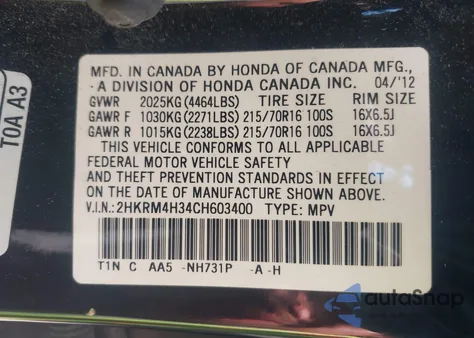 MFD. IN CANADA BY HONDA OF CANADA MFG.,
-A DIVISION OF HONDA CANADA INC. 04/'12
GVWR 2025KG (4464LBS) TIRE SIZE RIM SIZE
GAWR F 1030KG (2271LBS) 215/70R16 100S 16X6.5J
GAWR R 1015KG (2238LBS) 215/70R16 100S 16X6.5J
THIS VEHICLE CONFORMS TO ALL APPLICABLE
FEDERAL MOTOR VEHICLE SAFETY
AND THEFT PREVENTION STANDARDS IN EFFECT
ON THE DATE OF MANUFACTURE SHOWN ABOVE.
V.I.N.: 2HKRM4H34CH603400 TYPE: MPV
T1N C AA5 -NH731P -A -H
TOA A3
autoSnap